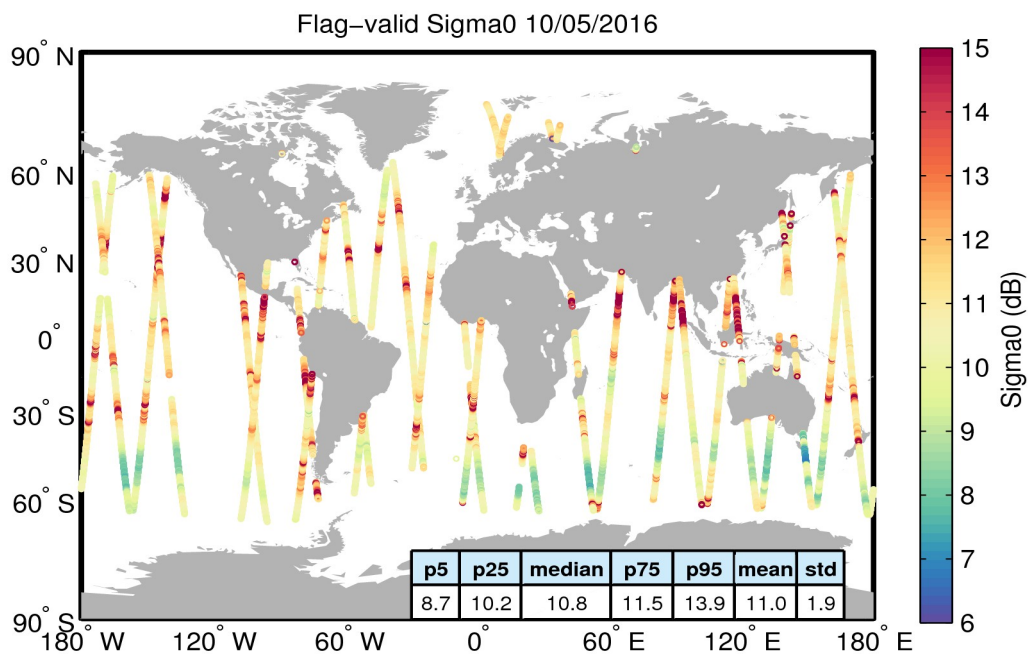 Flag−valid Sigma0 10/05/2016
90° N
60° N
30° N
0°
30° S
60° S
90° S
180° W
120° W
60° W
0°
60° E
120° E
180° E
p5 p25 median p75 p95 mean std
8.7 10.2 10.8 11.5 13.9 11.0 1.9
15
14
13
12
11
10
9
8
7
6
Sigma0 (dB)